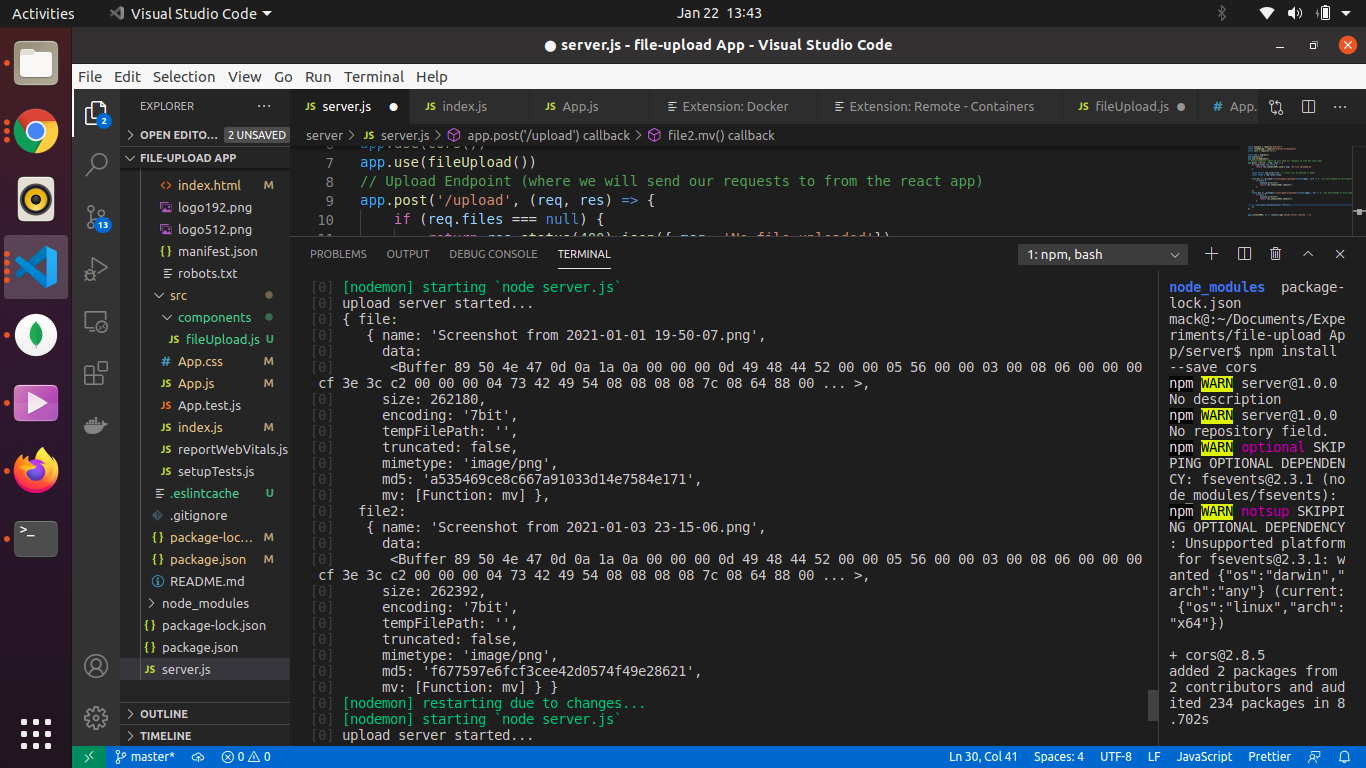 Activities
Visual Studio Code
Jan 22 13:43
● server.js - file-upload App - Visual Studio Code
File Edit Selection View Go Run Terminal Help
EXPLORER ...
JS server.js ●
JS index.js
JS App.js
Extension: Docker
Extension: Remote - Containers
JS fileUpload.js ●
# App.
2
OPEN EDITO... 2 UNSAVED
server > JS server.js > app.post('/upload') callback > file2.mv() callback
FILE-UPLOAD APP
index.html M
logo192.png
logo512.png
{} manifest.json
robots.txt
src
components
JS fileUpload.js U
# App.css M
JS App.js M
JS App.test.js
JS index.js M
JS reportWebVitals.js
JS setupTests.js
.eslintcache U
.gitignore
{} package-loc... M
{} package.json M
README.md
node_modules
{} package-lock.json
{} package.json
JS server.js
OUTLINE
TIMELINE
13
7 app.use(fileUpload())
8 // Upload Endpoint (where we will send our requests to from the react app)
9 app.post('/upload', (req, res) => {
10 if (req.files === null) {
PROBLEMS OUTPUT DEBUG CONSOLE TERMINAL
1: npm, bash
[0] [nodemon] starting `node server.js`
[0] upload server started...
[0] { file:
[0] { name: 'Screenshot from 2021-01-01 19-50-07.png',
[0] data:
[0] <Buffer 89 50 4e 47 0d 0a 1a 0a 00 00 00 0d 49 48 44 52 00 00 05 56 00 00 03 00 08 06 00 00 00
cf 3e 3c c2 00 00 00 04 73 42 49 54 08 08 08 08 7c 08 64 88 00 ... >,
[0] size: 262180,
[0] encoding: '7bit',
[0] tempFilePath: '',
[0] truncated: false,
[0] mimetype: 'image/png',
[0] md5: 'a535469ce8c667a91033d14e7584e171',
[0] mv: [Function: mv] },
[0] file2:
[0] { name: 'Screenshot from 2021-01-03 23-15-06.png',
[0] data:
[0] <Buffer 89 50 4e 47 0d 0a 1a 0a 00 00 00 0d 49 48 44 52 00 00 05 56 00 00 03 00 08 06 00 00 00
cf 3e 3c c2 00 00 00 04 73 42 49 54 08 08 08 08 7c 08 64 88 00 ... >,
[0] size: 262392,
[0] encoding: '7bit',
[0] tempFilePath: '',
[0] truncated: false,
[0] mimetype: 'image/png',
[0] md5: 'f677597e6fcf3cee42d0574f49e28621',
[0] mv: [Function: mv] } }
[0] [nodemon] restarting due to changes...
[0] [nodemon] starting `node server.js`
[0] upload server started...
node_modules package-
lock.json
mack@:~/Documents/Expe
riments/file-upload Ap
p/server$ npm install
--save cors
npm WARN server@1.0.0
No description
npm WARN server@1.0.0
No repository field.
npm WARN optional SKIP
PING OPTIONAL DEPENDEN
CY: fsevents@2.3.1 (no
de_modules/fsevents):
npm WARN notsup SKIPPI
NG OPTIONAL DEPENDENCY
: Unsupported platform
for fsevents@2.3.1: w
anted {"os":"darwin","
arch":"any"} (current:
{"os":"linux","arch":
"x64"})
+ cors@2.8.5
added 2 packages from
2 contributors and aud
ited 234 packages in 8
.702s
master*
0
0
Ln 30, Col 41
Spaces: 4
UTF-8
LF
JavaScript
Prettier